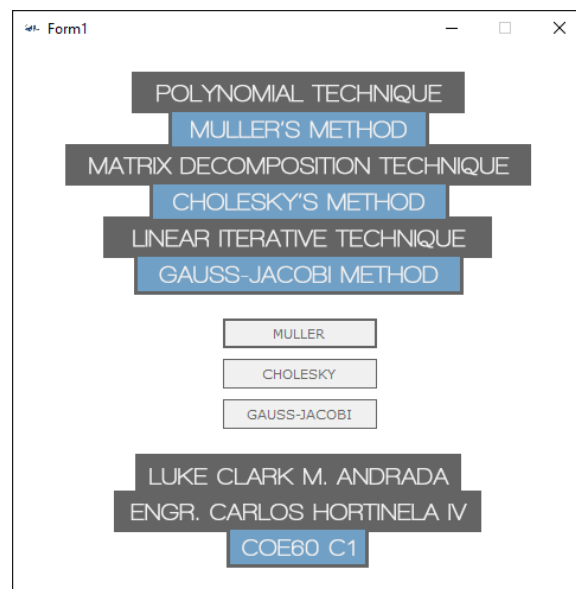 Form1
POLYNOMIAL TECHNIQUE
MULLER'S METHOD
MATRIX DECOMPOSITION TECHNIQUE
CHOLESKY'S METHOD
LINEAR ITERATIVE TECHNIQUE
GAUSS-JACOBI METHOD
MULLER
CHOLESKY
GAUSS-JACOBI
LUKE CLARK M. ANDRADA
ENGR. CARLOS HORTINELA IV
COE60 C1